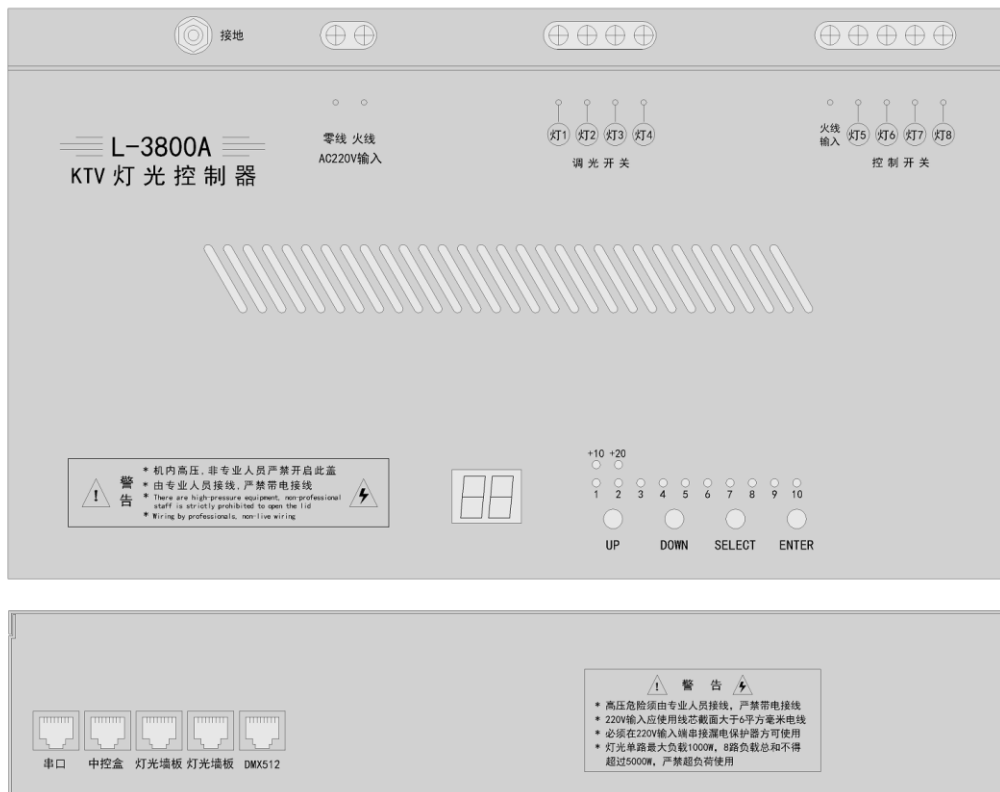 接地
零线 火线
AC220V输入
灯1 灯2 灯3 灯4
调光开关
火线
输入
灯5 灯6 灯7 灯8
控制开关
L-3800A
KTV 灯光控制器
警告
* 机内高压,非专业人员严禁开启此盖
* 由专业人员接线,严禁带电接线
* There are high-pressure equipment, non-professional
staff is strictly prohibited to open the lid
* Wiring by professionals, non-live wiring
+10 +20
1 2 3 4 5 6 7 8 9 10
UP DOWN SELECT ENTER
警 告
* 高压危险须由专业人员接线，严禁带电接线
* 220V输入应使用线芯截面大于6平方毫米电线
* 必须在220V输入端串接漏电保护器方可使用
* 灯光单路最大负载1000W，8路负载总和不得
超过5000W，严禁超负荷使用
串口 中控盒 灯光墙板 灯光墙板 DMX512